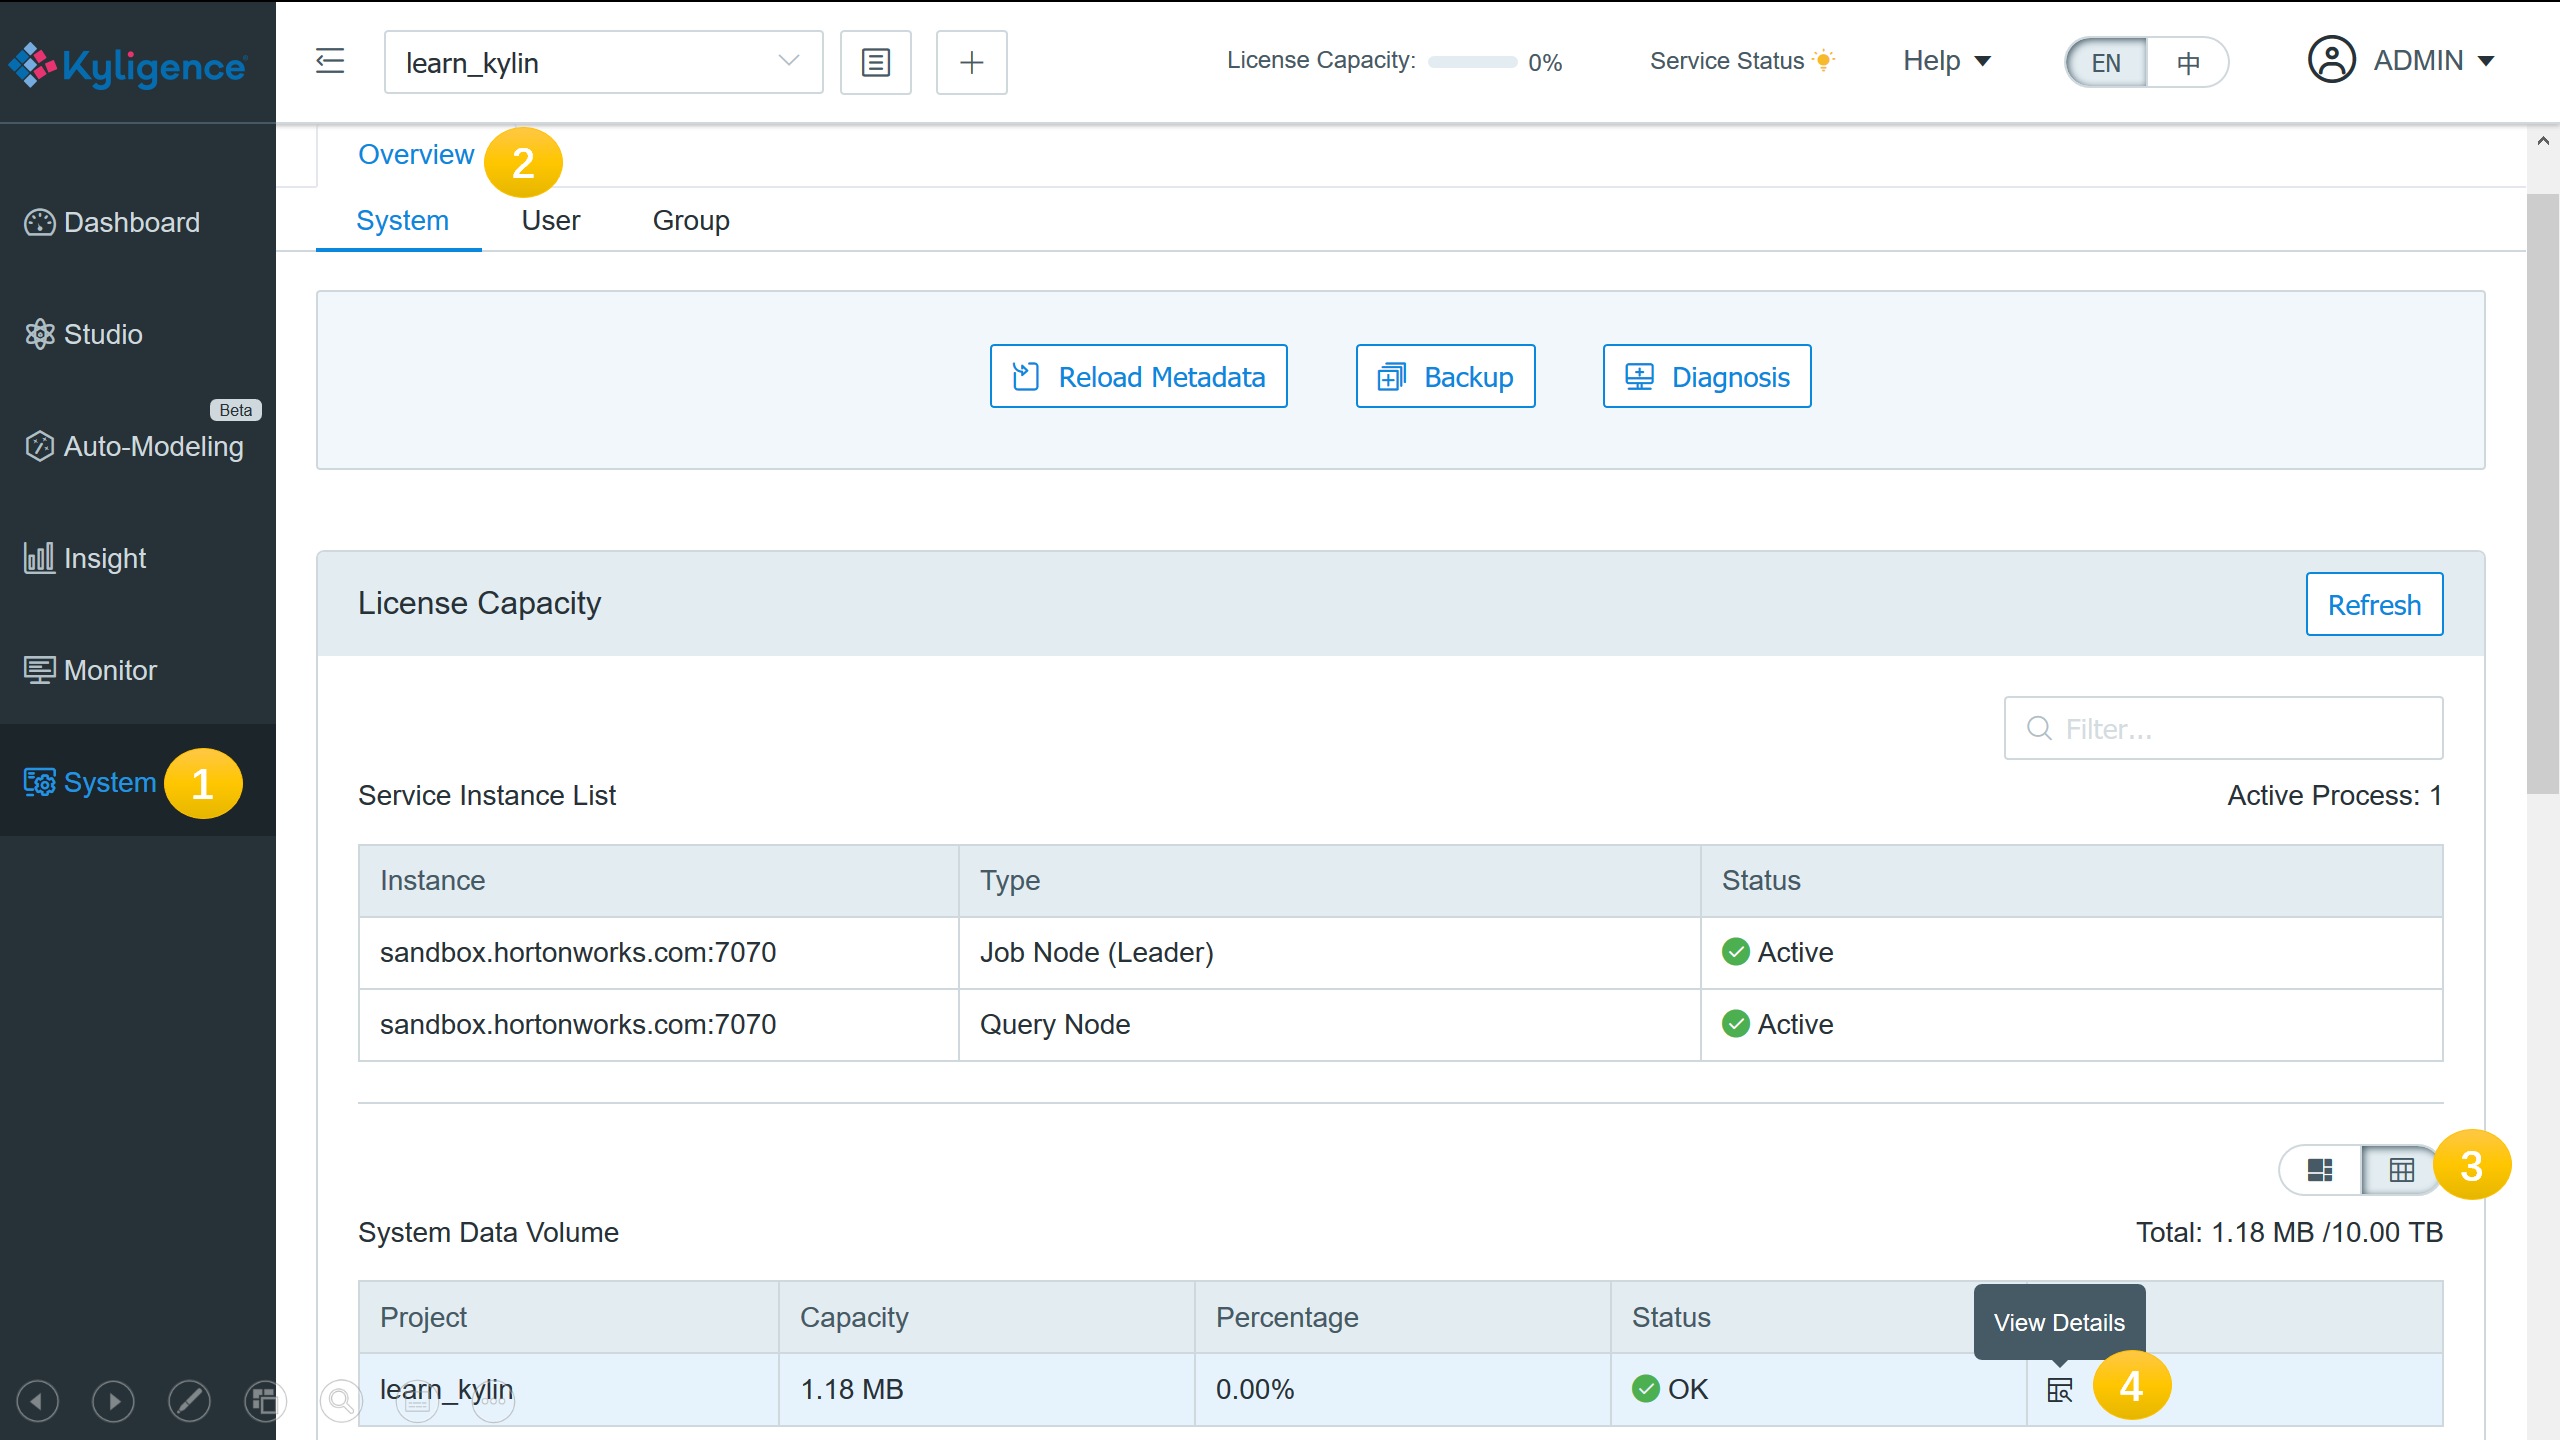 Kyligence
learn_kylin
License Capacity: 0%
Service Status
Help
EN 中
ADMIN
Overview 2
System User Group
Dashboard
Studio
Beta
Auto-Modeling
Insight
Monitor
System 1
Reload Metadata Backup Diagnosis
License Capacity Refresh
Filter...
Service Instance List Active Process: 1
Instance Type Status
sandbox.hortonworks.com:7070 Job Node (Leader) Active
sandbox.hortonworks.com:7070 Query Node Active
3
System Data Volume Total: 1.18 MB /10.00 TB
Project Capacity Percentage Status
View Details
learn_kylin 1.18 MB 0.00% OK 4